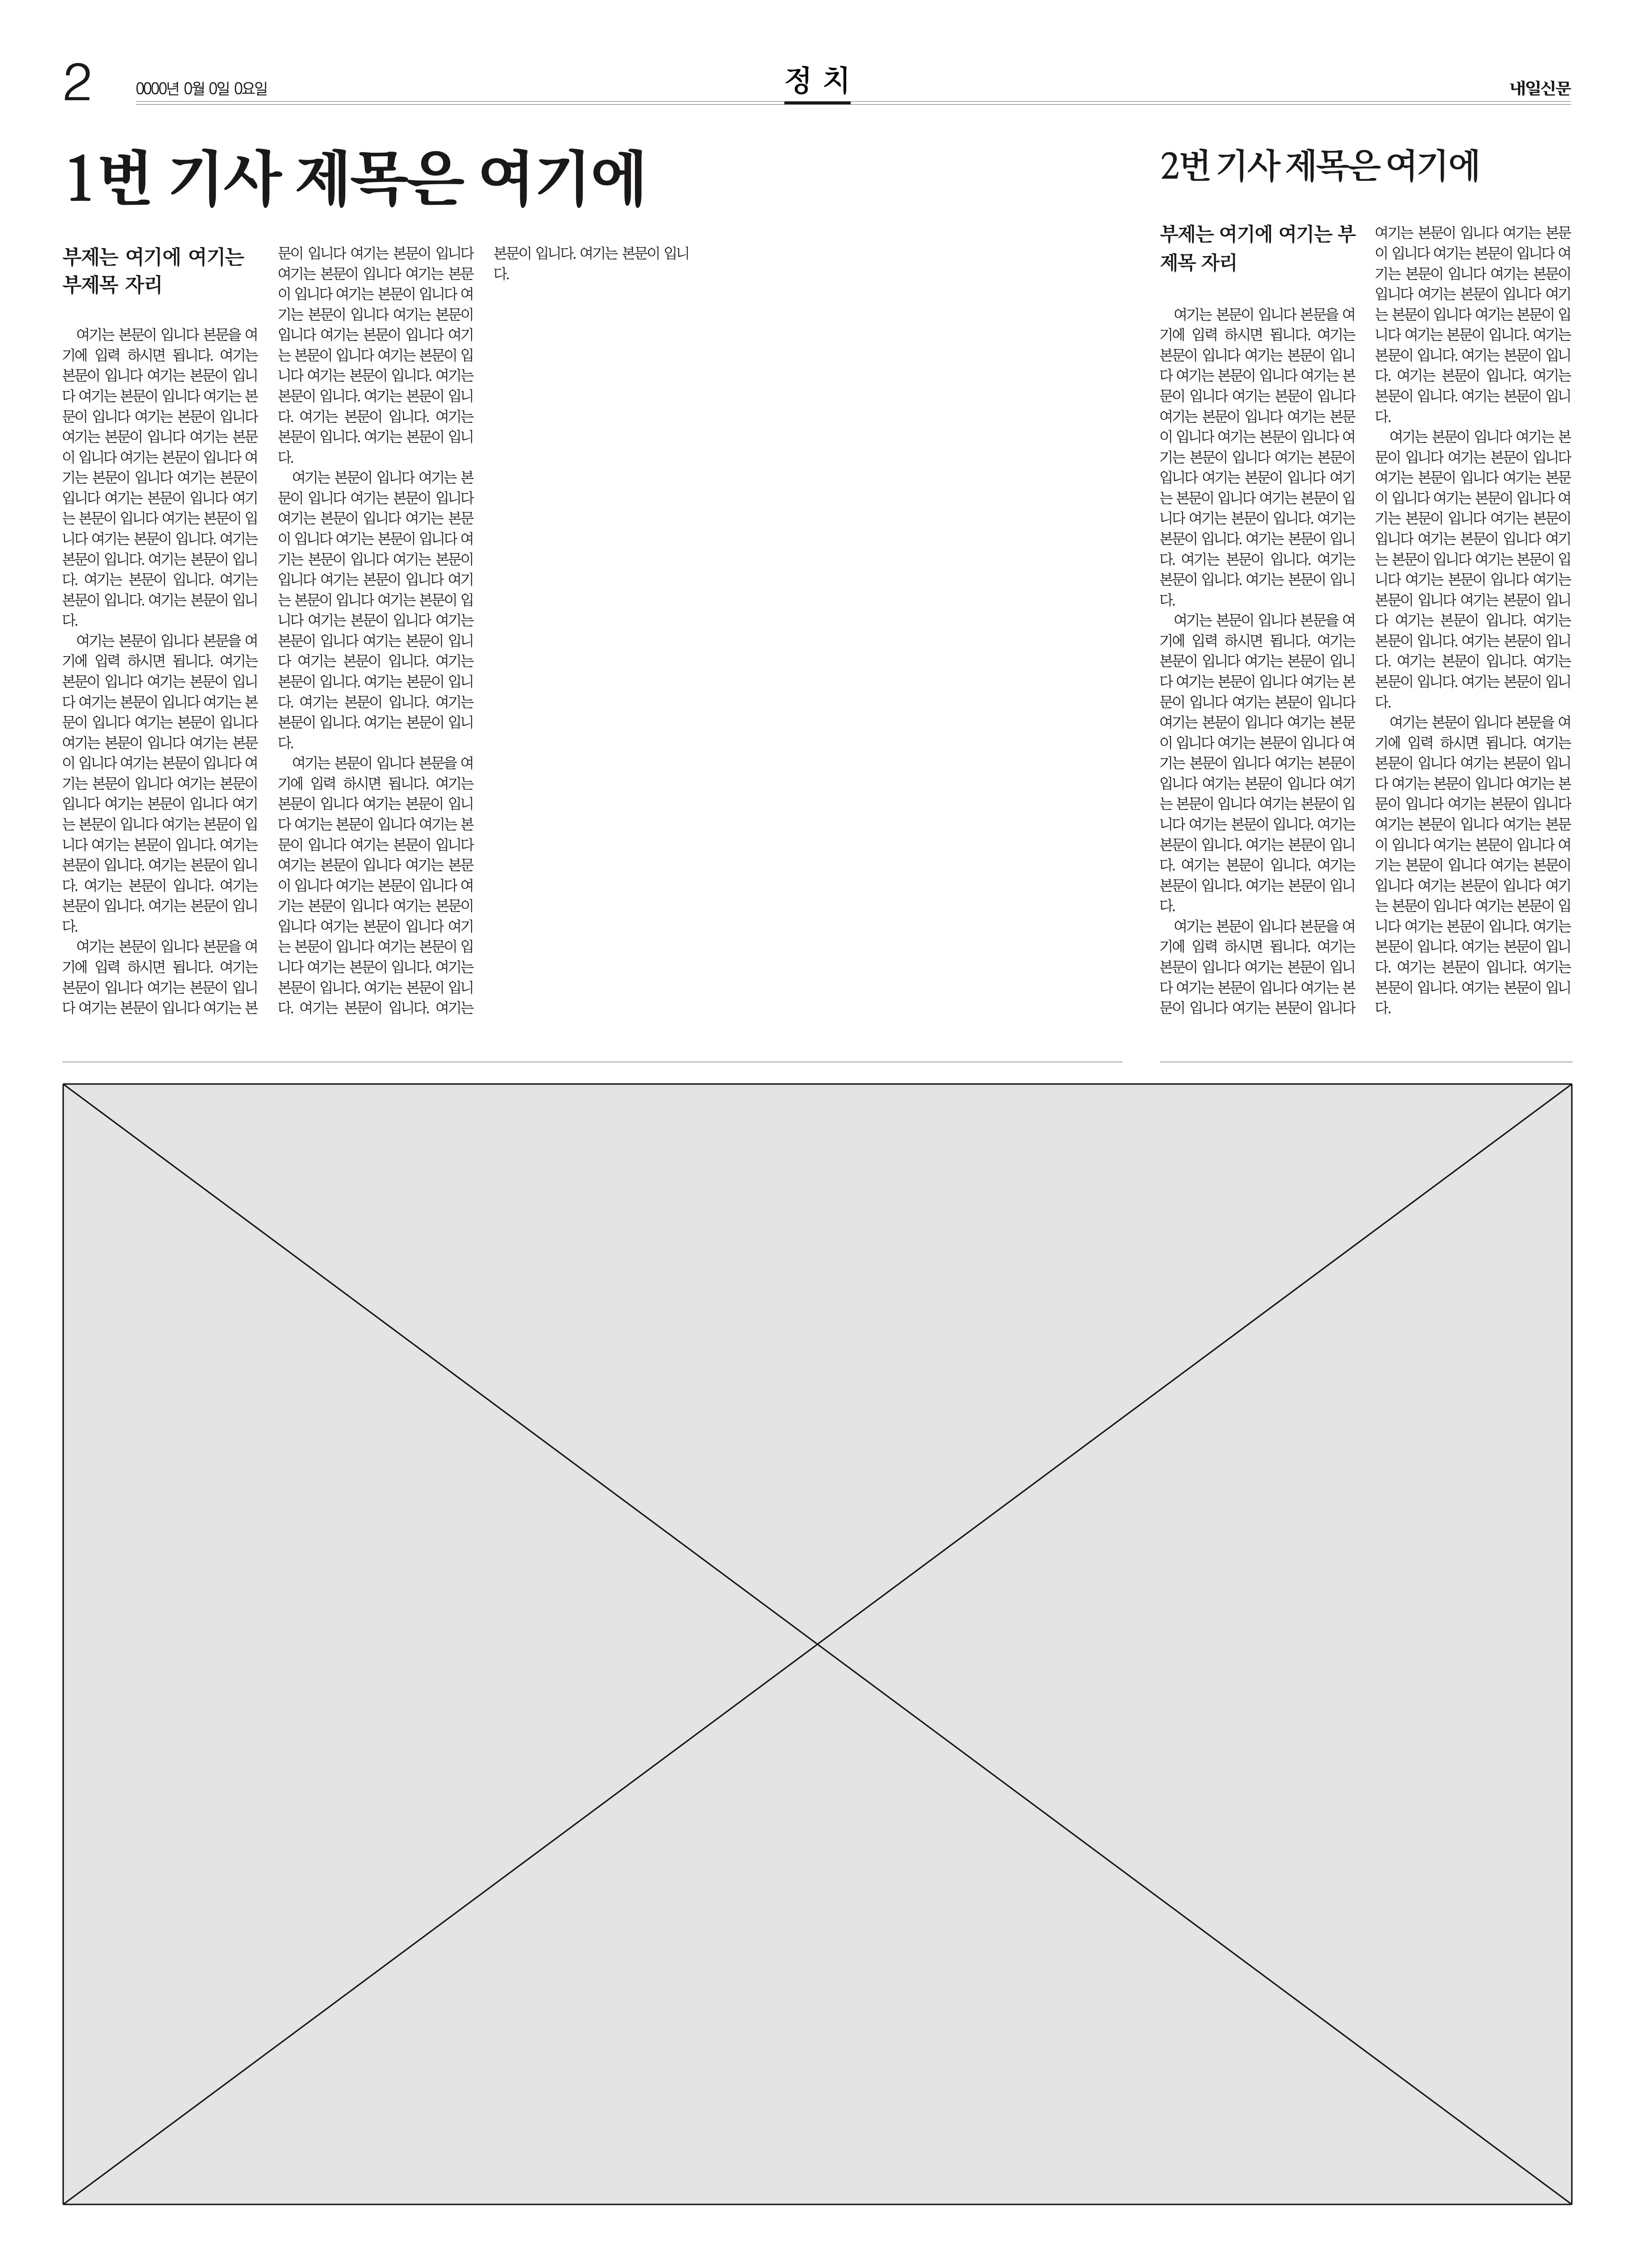 2
0000년 0월 0일 0요일
정 치
내일신문
1번 기사 제목은 여기에
부제는 여기에 여기는
부제목 자리
여기는 본문이 입니다 본문을 여
기에 입력 하시면 됩니다. 여기는
본문이 입니다 여기는 본문이 입니
다 여기는 본문이 입니다 여기는 본
문이 입니다 여기는 본문이 입니다
여기는 본문이 입니다 여기는 본문
이 입니다 여기는 본문이 입니다 여
기는 본문이 입니다 여기는 본문이
입니다 여기는 본문이 입니다 여기
는 본문이 입니다 여기는 본문이 입
니다 여기는 본문이 입니다. 여기는
본문이 입니다. 여기는 본문이 입니
다. 여기는 본문이 입니다. 여기는
본문이 입니다. 여기는 본문이 입니
다.
여기는 본문이 입니다 본문을 여
기에 입력 하시면 됩니다. 여기는
본문이 입니다 여기는 본문이 입니
다 여기는 본문이 입니다 여기는 본
문이 입니다 여기는 본문이 입니다
여기는 본문이 입니다 여기는 본문
이 입니다 여기는 본문이 입니다 여
기는 본문이 입니다 여기는 본문이
입니다 여기는 본문이 입니다 여기
는 본문이 입니다 여기는 본문이 입
니다 여기는 본문이 입니다. 여기는
본문이 입니다. 여기는 본문이 입니
다. 여기는 본문이 입니다. 여기는
본문이 입니다. 여기는 본문이 입니
다.
여기는 본문이 입니다 본문을 여
기에 입력 하시면 됩니다. 여기는
본문이 입니다 여기는 본문이 입니
다 여기는 본문이 입니다 여기는 본
문이 입니다 여기는 본문이 입니다
여기는 본문이 입니다 여기는 본문
이 입니다 여기는 본문이 입니다 여
기는 본문이 입니다 여기는 본문이
입니다 여기는 본문이 입니다 여기
는 본문이 입니다 여기는 본문이 입
니다 여기는 본문이 입니다. 여기는
본문이 입니다. 여기는 본문이 입니
다. 여기는 본문이 입니다. 여기는
본문이 입니다. 여기는 본문이 입니
다.
여기는 본문이 입니다 여기는 본
문이 입니다 여기는 본문이 입니다
여기는 본문이 입니다 여기는 본문
이 입니다 여기는 본문이 입니다 여
기는 본문이 입니다 여기는 본문이
입니다 여기는 본문이 입니다 여기
는 본문이 입니다 여기는 본문이 입
니다 여기는 본문이 입니다 여기는
본문이 입니다 여기는 본문이 입니
다 여기는 본문이 입니다. 여기는
본문이 입니다. 여기는 본문이 입니
다. 여기는 본문이 입니다. 여기는
본문이 입니다. 여기는 본문이 입니
다.
여기는 본문이 입니다 본문을 여
기에 입력 하시면 됩니다. 여기는
본문이 입니다 여기는 본문이 입니
다 여기는 본문이 입니다 여기는 본
문이 입니다 여기는 본문이 입니다
여기는 본문이 입니다 여기는 본문
이 입니다 여기는 본문이 입니다 여
기는 본문이 입니다 여기는 본문이
입니다 여기는 본문이 입니다 여기
는 본문이 입니다 여기는 본문이 입
니다 여기는 본문이 입니다. 여기는
본문이 입니다. 여기는 본문이 입니
다. 여기는 본문이 입니다. 여기는
본문이 입니다. 여기는 본문이 입니
다.
2번 기사 제목은 여기에
부제는 여기에 여기는 부
제목 자리
여기는 본문이 입니다 본문을 여
기에 입력 하시면 됩니다. 여기는
본문이 입니다 여기는 본문이 입니
다 여기는 본문이 입니다 여기는 본
문이 입니다 여기는 본문이 입니다
여기는 본문이 입니다 여기는 본문
이 입니다 여기는 본문이 입니다 여
기는 본문이 입니다 여기는 본문이
입니다 여기는 본문이 입니다 여기
는 본문이 입니다 여기는 본문이 입
니다 여기는 본문이 입니다. 여기는
본문이 입니다. 여기는 본문이 입니
다. 여기는 본문이 입니다. 여기는
본문이 입니다. 여기는 본문이 입니
다.
여기는 본문이 입니다 본문을 여
기에 입력 하시면 됩니다. 여기는
본문이 입니다 여기는 본문이 입니
다 여기는 본문이 입니다 여기는 본
문이 입니다 여기는 본문이 입니다
여기는 본문이 입니다 여기는 본문
이 입니다 여기는 본문이 입니다 여
기는 본문이 입니다 여기는 본문이
입니다 여기는 본문이 입니다 여기
는 본문이 입니다 여기는 본문이 입
니다 여기는 본문이 입니다. 여기는
본문이 입니다. 여기는 본문이 입니
다. 여기는 본문이 입니다. 여기는
본문이 입니다. 여기는 본문이 입니
다.
여기는 본문이 입니다 본문을 여
기에 입력 하시면 됩니다. 여기는
본문이 입니다 여기는 본문이 입니
다 여기는 본문이 입니다 여기는 본
문이 입니다 여기는 본문이 입니다
여기는 본문이 입니다 여기는 본문
이 입니다 여기는 본문이 입니다 여
기는 본문이 입니다 여기는 본문이
입니다 여기는 본문이 입니다 여기
는 본문이 입니다 여기는 본문이 입
니다 여기는 본문이 입니다. 여기는
본문이 입니다. 여기는 본문이 입니
다. 여기는 본문이 입니다. 여기는
본문이 입니다. 여기는 본문이 입니
다.
여기는 본문이 입니다 여기는 본
문이 입니다 여기는 본문이 입니다
여기는 본문이 입니다 여기는 본문
이 입니다 여기는 본문이 입니다 여
기는 본문이 입니다 여기는 본문이
입니다 여기는 본문이 입니다 여기
는 본문이 입니다 여기는 본문이 입
니다 여기는 본문이 입니다 여기는
본문이 입니다 여기는 본문이 입니
다 여기는 본문이 입니다. 여기는
본문이 입니다. 여기는 본문이 입니
다. 여기는 본문이 입니다. 여기는
본문이 입니다. 여기는 본문이 입니
다.
여기는 본문이 입니다 본문을 여
기에 입력 하시면 됩니다. 여기는
본문이 입니다 여기는 본문이 입니
다 여기는 본문이 입니다 여기는 본
문이 입니다 여기는 본문이 입니다
여기는 본문이 입니다 여기는 본문
이 입니다 여기는 본문이 입니다 여
기는 본문이 입니다 여기는 본문이
입니다 여기는 본문이 입니다 여기
는 본문이 입니다 여기는 본문이 입
니다 여기는 본문이 입니다. 여기는
본문이 입니다. 여기는 본문이 입니
다. 여기는 본문이 입니다. 여기는
본문이 입니다. 여기는 본문이 입니
다.